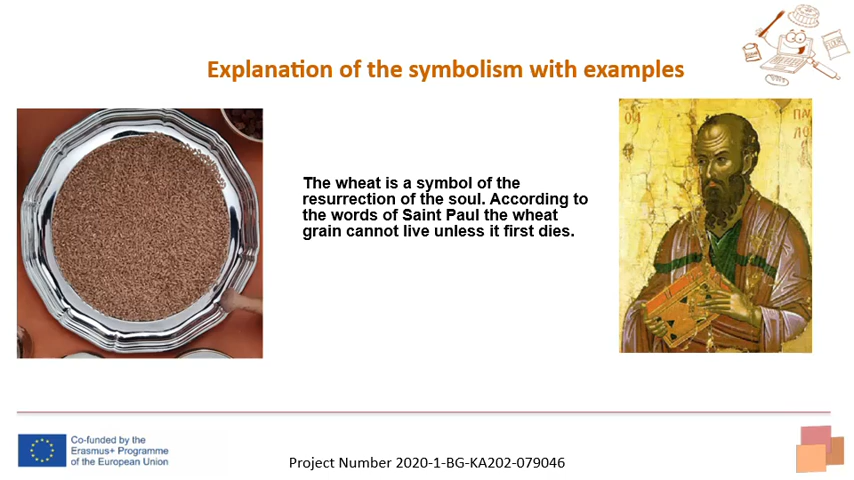 Explanation of the symbolism with examples
The wheat is a symbol of the
resurrection of the soul. According to
the words of Saint Paul the wheat
grain cannot live unless it first dies.
Co-funded by the
Erasmus+ Programme
of the European Union
Project Number 2020-1-BG-KA202-079046